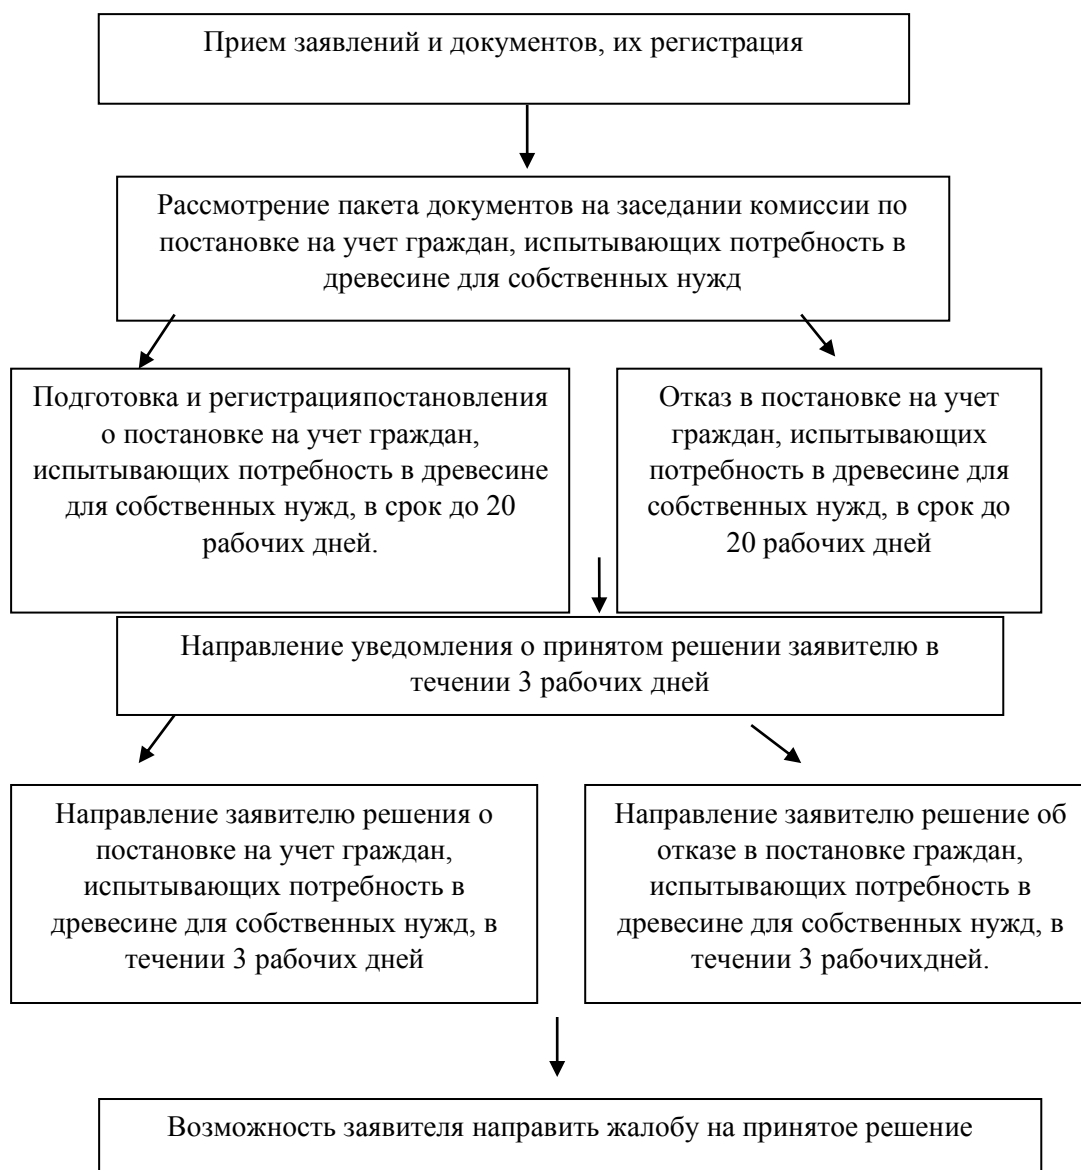 Прием заявлений и документов, их регистрация
Рассмотрение пакета документов на заседании комиссии по
постановке на учет граждан, испытывающих потребность в
древесине для собственных нужд
Подготовка и регистрацияпостановления
о постановке на учет граждан,
испытывающих потребность в древесине
для собственных нужд, в срок до 20
рабочих дней.
Отказ в постановке на учет
граждан, испытывающих
потребность в древесине для
собственных нужд, в срок до
20 рабочих дней
Направление уведомления о принятом решении заявителю в
течении 3 рабочих дней
Направление заявителю решения о
постановке на учет граждан,
испытывающих потребность в
древесине для собственных нужд, в
течении 3 рабочих дней
Направление заявителю решение об
отказе в постановке граждан,
испытывающих потребность в
древесине для собственных нужд, в
течении 3 рабочихдней.
Возможность заявителя направить жалобу на принятое решение